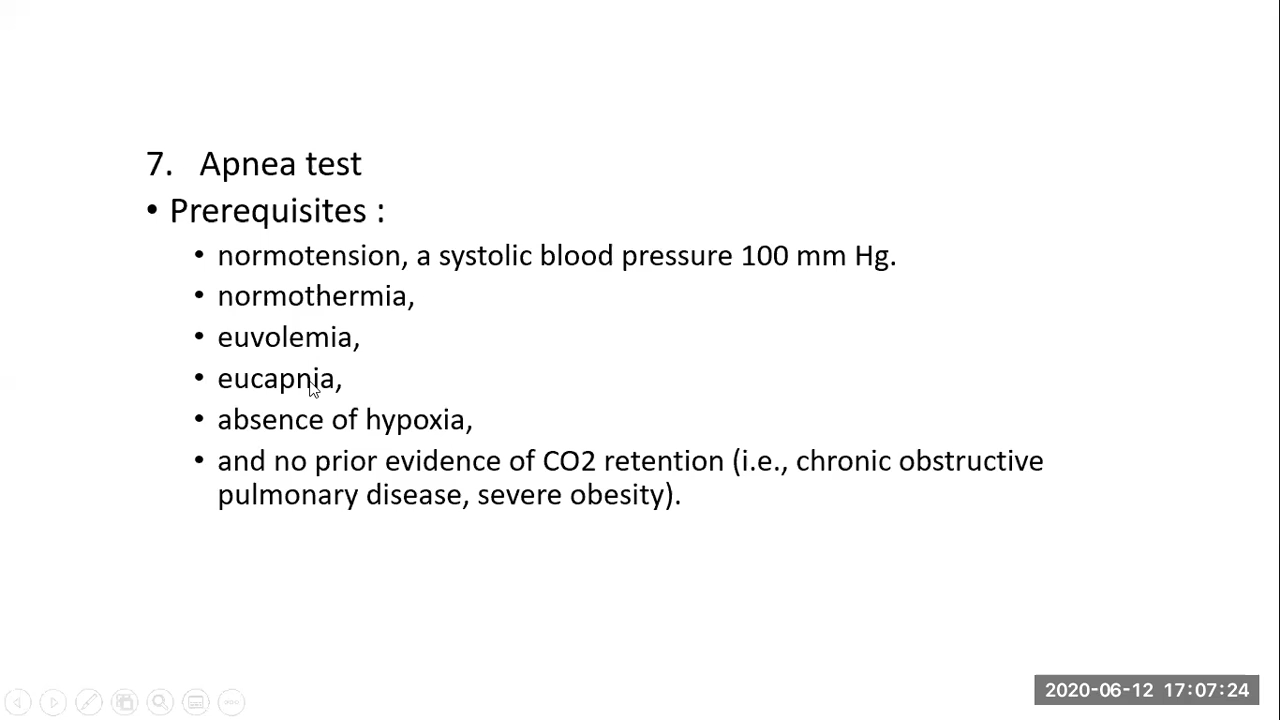 7. Apnea test
• Prerequisites :
• normotension, a systolic blood pressure 100 mm Hg.
• normothermia,
• euvolemia,
• eucapnia,
• absence of hypoxia,
• and no prior evidence of CO2 retention (i.e., chronic obstructive
pulmonary disease, severe obesity).
2020-06-12 17:07:24